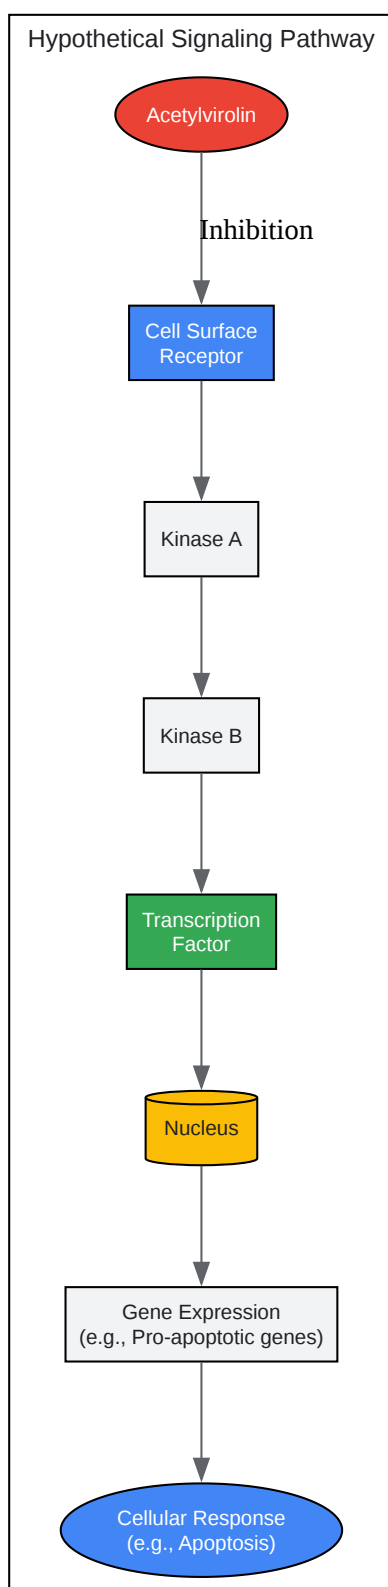 Hypothetical Signaling Pathway
Acetylvirolin
Inhibition
Cell Surface
Receptor
Kinase A
Kinase B
Transcription
Factor
Nucleus
Gene Expression
(e.g., Pro-apoptotic genes)
Cellular Response
(e.g., Apoptosis)